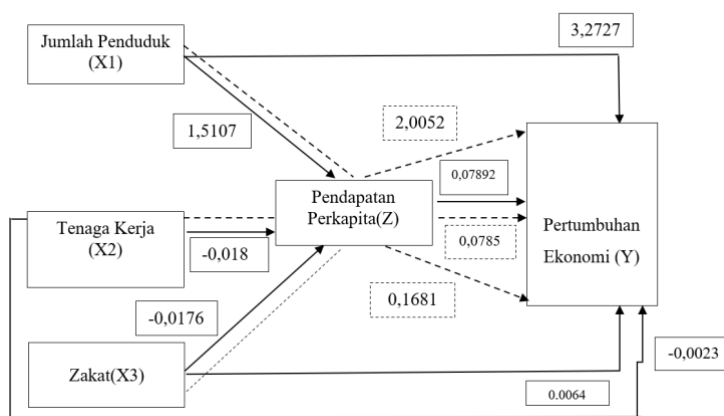 Jumlah Penduduk
(X1)
3,2727
1,5107
2,0052
0,07892
Pendapatan
Perkapita(Z)
Tenaga Kerja
(X2)
-0,018
0,0785
Pertumbuhan
Ekonomi (Y)
0,1681
-0,0176
-0,0023
Zakat(X3)
0.0064